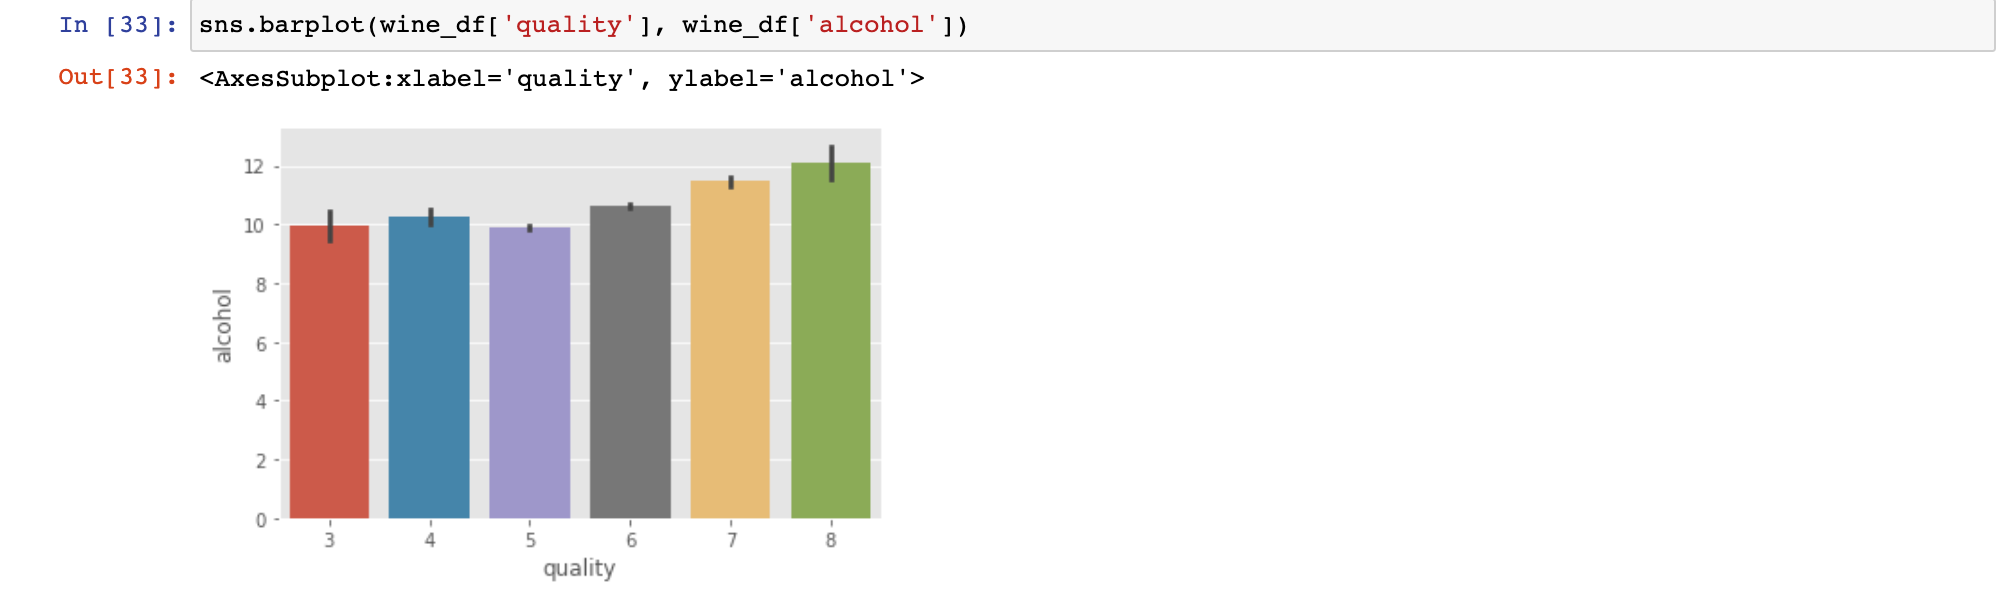 In [33]: sns.barplot(wine_df['quality'], wine_df['alcohol'])
Out[33]: <AxesSubplot:xlabel='quality', ylabel='alcohol'>
12
10
8
6
4
2
0
alcohol
3 4 5 6 7 8
quality